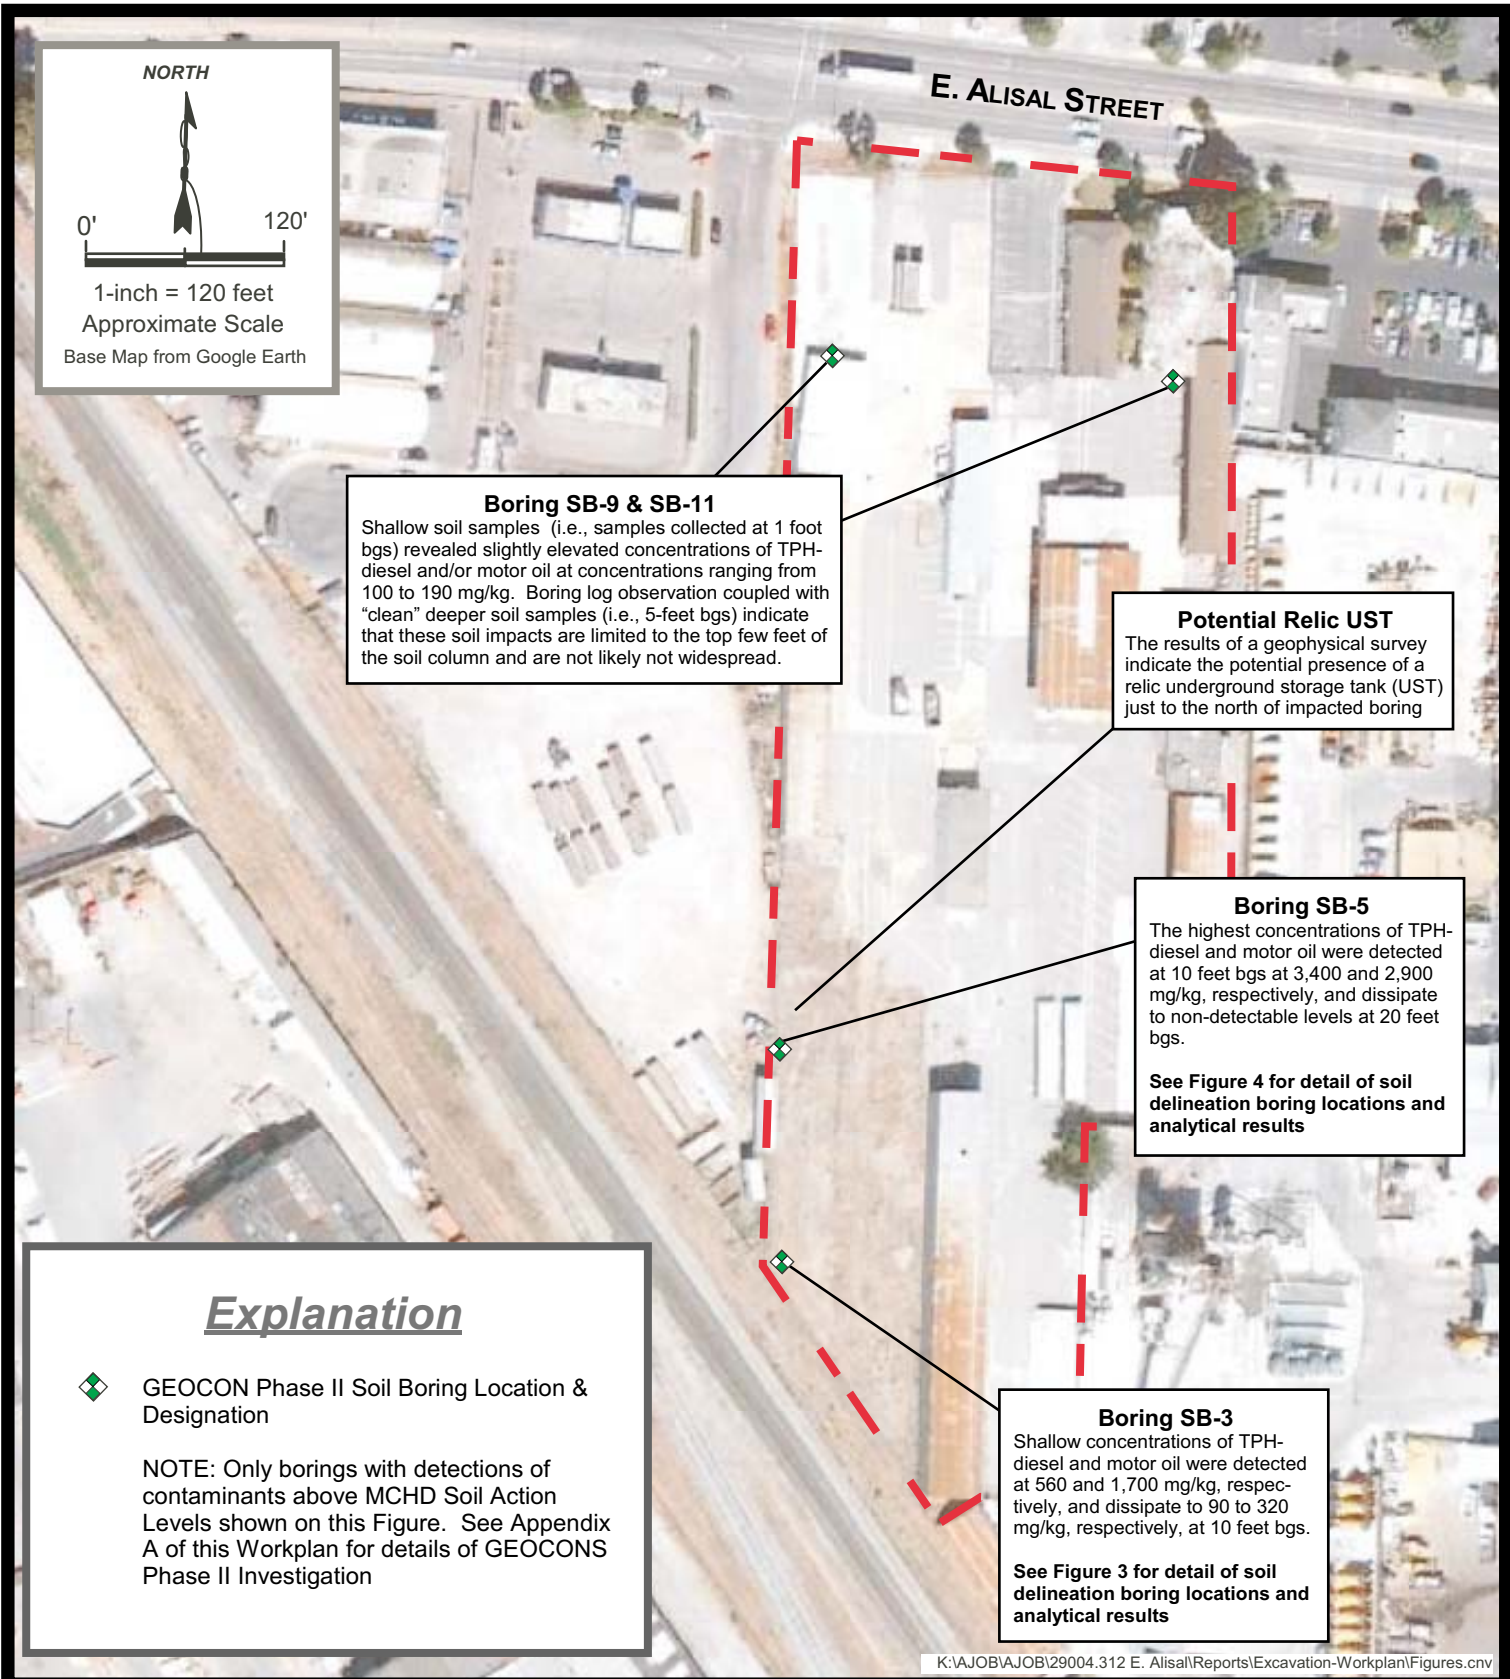 NORTH
0' 120'
1-inch = 120 feet
Approximate Scale
Base Map from Google Earth
E. ALISAL STREET
Boring SB-9 & SB-11
Shallow soil samples (i.e., samples collected at 1 foot
bgs) revealed slightly elevated concentrations of TPH-
diesel and/or motor oil at concentrations ranging from
100 to 190 mg/kg. Boring log observation coupled with
“clean” deeper soil samples (i.e., 5-feet bgs) indicate
that these soil impacts are limited to the top few feet of
the soil column and are not likely not widespread.
Potential Relic UST
The results of a geophysical survey
indicate the potential presence of a
relic underground storage tank (UST)
just to the north of impacted boring
Boring SB-5
The highest concentrations of TPH-
diesel and motor oil were detected
at 10 feet bgs at 3,400 and 2,900
mg/kg, respectively, and dissipate
to non-detectable levels at 20 feet
bgs.
See Figure 4 for detail of soil
delineation boring locations and
analytical results
Boring SB-3
Shallow concentrations of TPH-
diesel and motor oil were detected
at 560 and 1,700 mg/kg, respec-
tively, and dissipate to 90 to 320
mg/kg, respectively, at 10 feet bgs.
See Figure 3 for detail of soil
delineation boring locations and
analytical results
Explanation
GEOCON Phase II Soil Boring Location &
Designation
NOTE: Only borings with detections of
contaminants above MCHD Soil Action
Levels shown on this Figure. See Appendix
A of this Workplan for details of GEOCONS
Phase II Investigation
K:\AJOB\AJOB\29004.312 E. Alisal\Reports\Excavation-Workplan\Figures.cnv